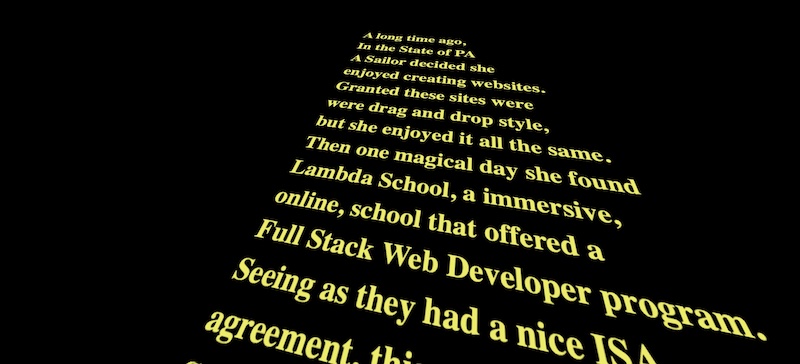 A long time ago,
In the State of PA
A Sailor decided she
enjoyed creating websites.
Granted these sites were
were drag and drop style,
but she enjoyed it all the same.
Then one magical day she found
Lambda School, a immersive,
online, school that offered a
Full Stack Web Developer program.
Seeing as they had a nice ISA
agreement, this